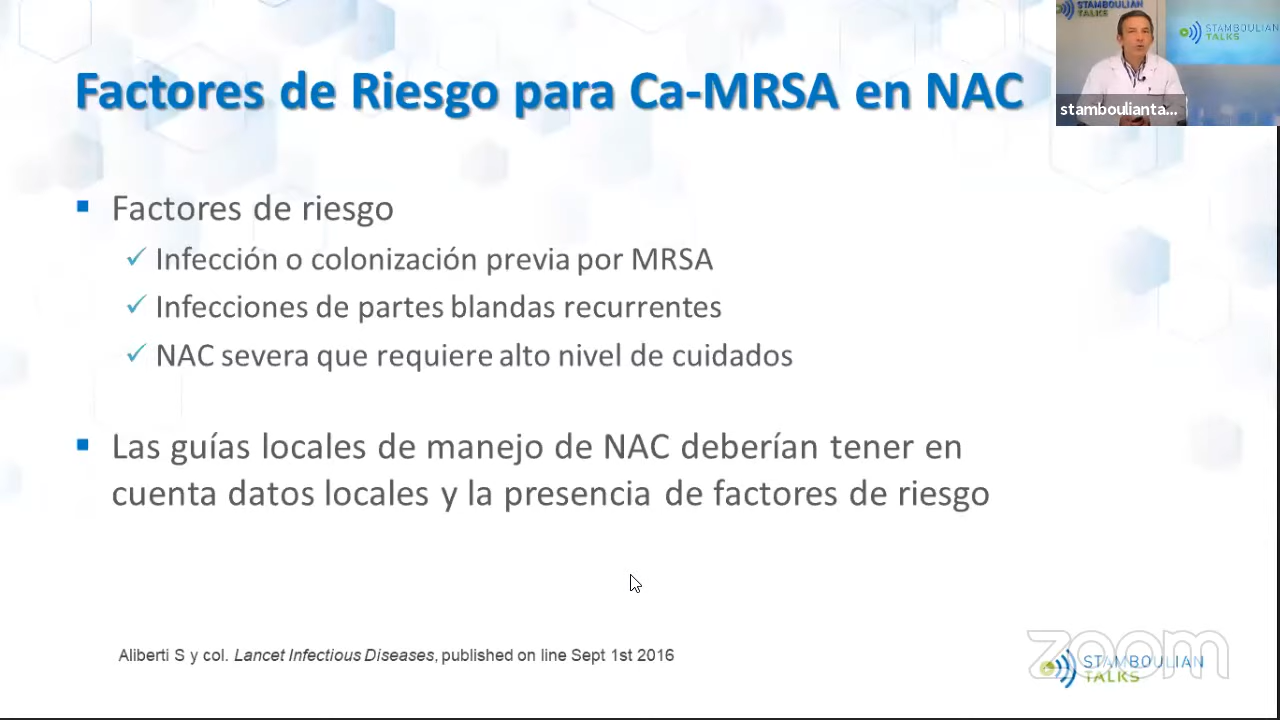 Factores de Riesgo para Ca-MRSA en NAC
STAMBOULIAN
TALKS
STAMBOULIAN
TALKS
stamboulianta...
Factores de riesgo
Infección o colonización previa por MRSA
Infecciones de partes blandas recurrentes
NAC severa que requiere alto nivel de cuidados
Las guías locales de manejo de NAC deberían tener en
cuenta datos locales y la presencia de factores de riesgo
Aliberti S y col. Lancet Infectious Diseases, published on line Sept 1st 2016
zoom
STAMBOULIAN
TALKS